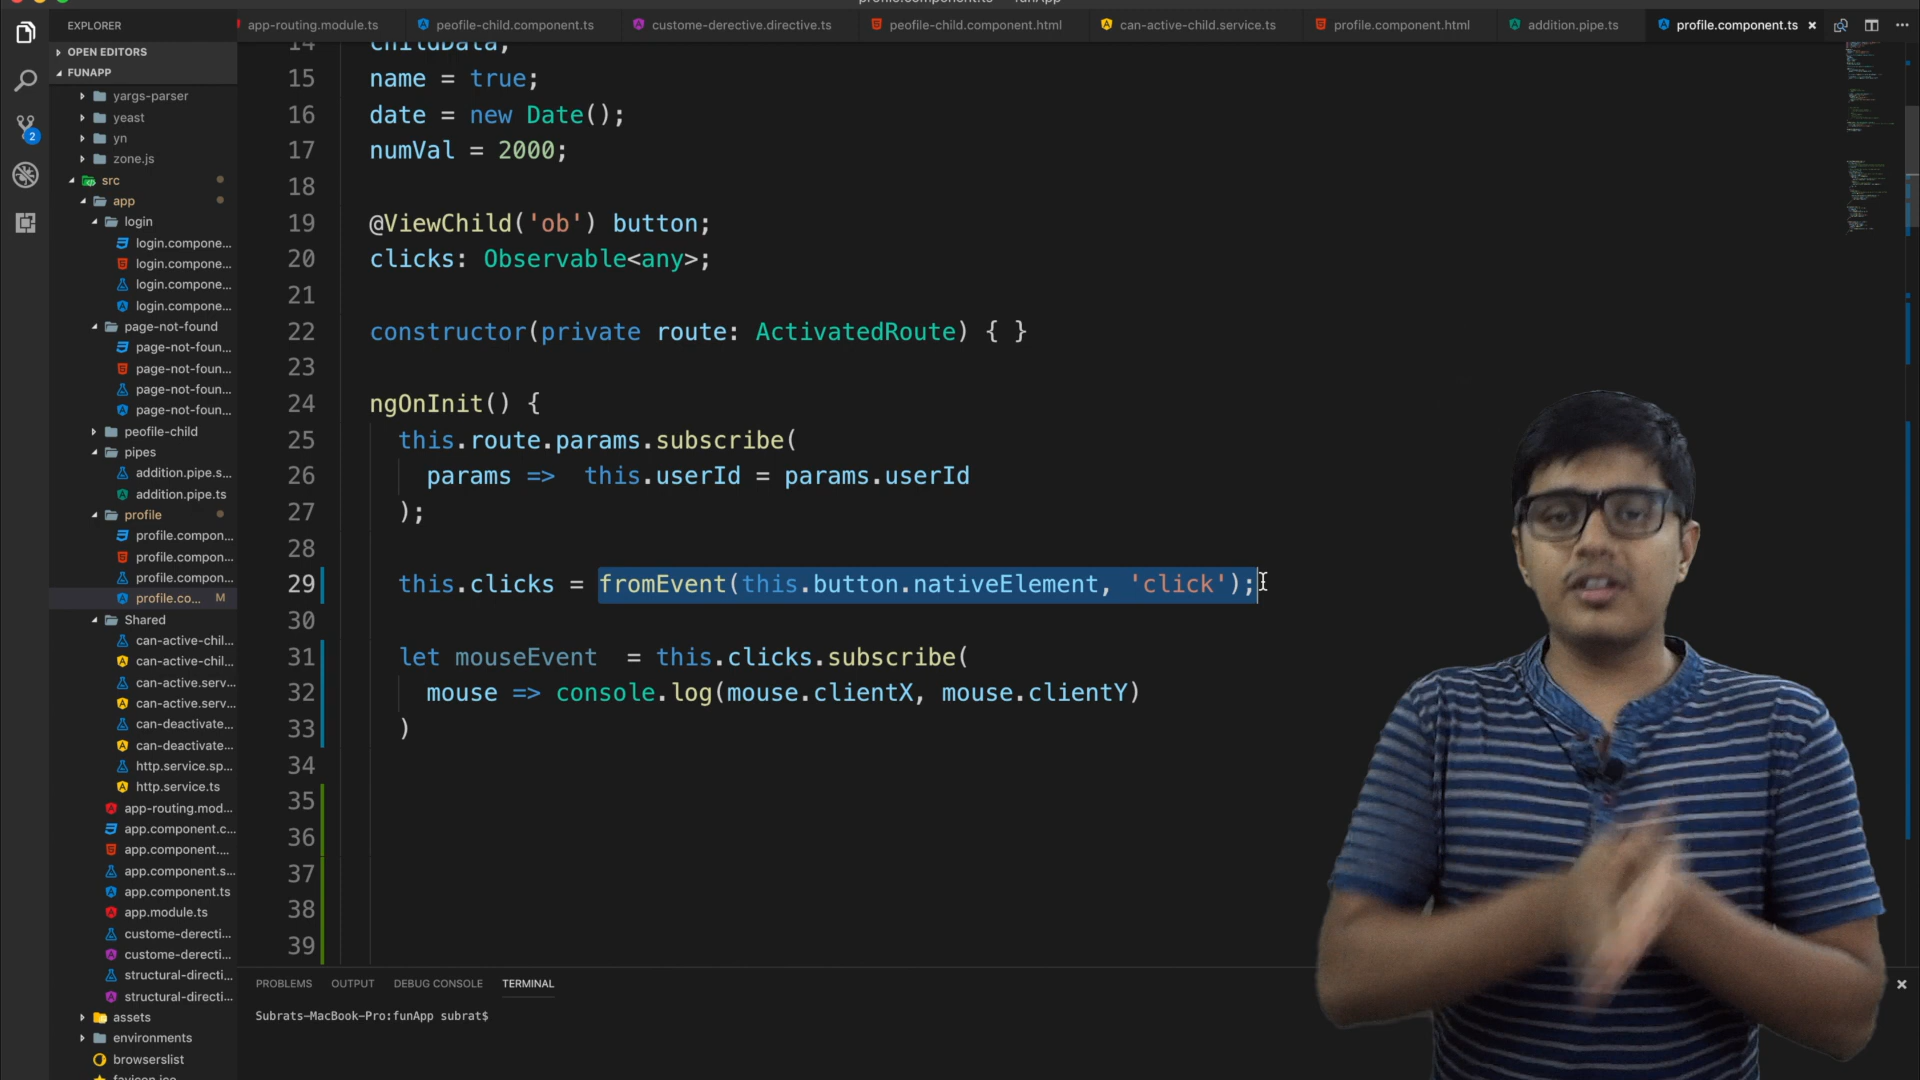 profile.component.ts — funApp
EXPLORER
app-routing.module.ts
peofile-child.component.ts
custome-derective.directive.ts
peofile-child.component.html
can-active-child.service.ts
profile.component.html
addition.pipe.ts
profile.component.ts
OPEN EDITORS
FUNAPP
yargs-parser
yeast
yn
zone.js
src
app
login
login.compone...
login.compone...
login.compone...
login.compone...
page-not-found
page-not-foun...
page-not-foun...
page-not-foun...
page-not-foun...
peofile-child
pipes
addition.pipe.s...
addition.pipe.ts
profile
profile.compon...
profile.compon...
profile.compon...
profile.co... M
Shared
can-active-chil...
can-active-chil...
can-active.serv...
can-active.serv...
can-deactivate...
can-deactivate...
http.service.sp...
http.service.ts
app-routing.mod...
app.component.c...
app.component....
app.component.s...
app.component.ts
app.module.ts
custome-derecti...
custome-derecti...
structural-directi...
structural-directi...
assets
environments
browserslist
favicon.ico
2
14 childData;
15 name = true;
16 date = new Date();
17 numVal = 2000;
18
19 @ViewChild('ob') button;
20 clicks: Observable<any>;
21
22 constructor(private route: ActivatedRoute) { }
23
24 ngOnInit() {
25 this.route.params.subscribe(
26 params => this.userId = params.userId
27 );
28
29 this.clicks = fromEvent(this.button.nativeElement, 'click');
30
31 let mouseEvent = this.clicks.subscribe(
32 mouse => console.log(mouse.clientX, mouse.clientY)
33 )
34
35
36
37
38
39
PROBLEMS OUTPUT DEBUG CONSOLE TERMINAL
Subrats-MacBook-Pro:funApp subrat$